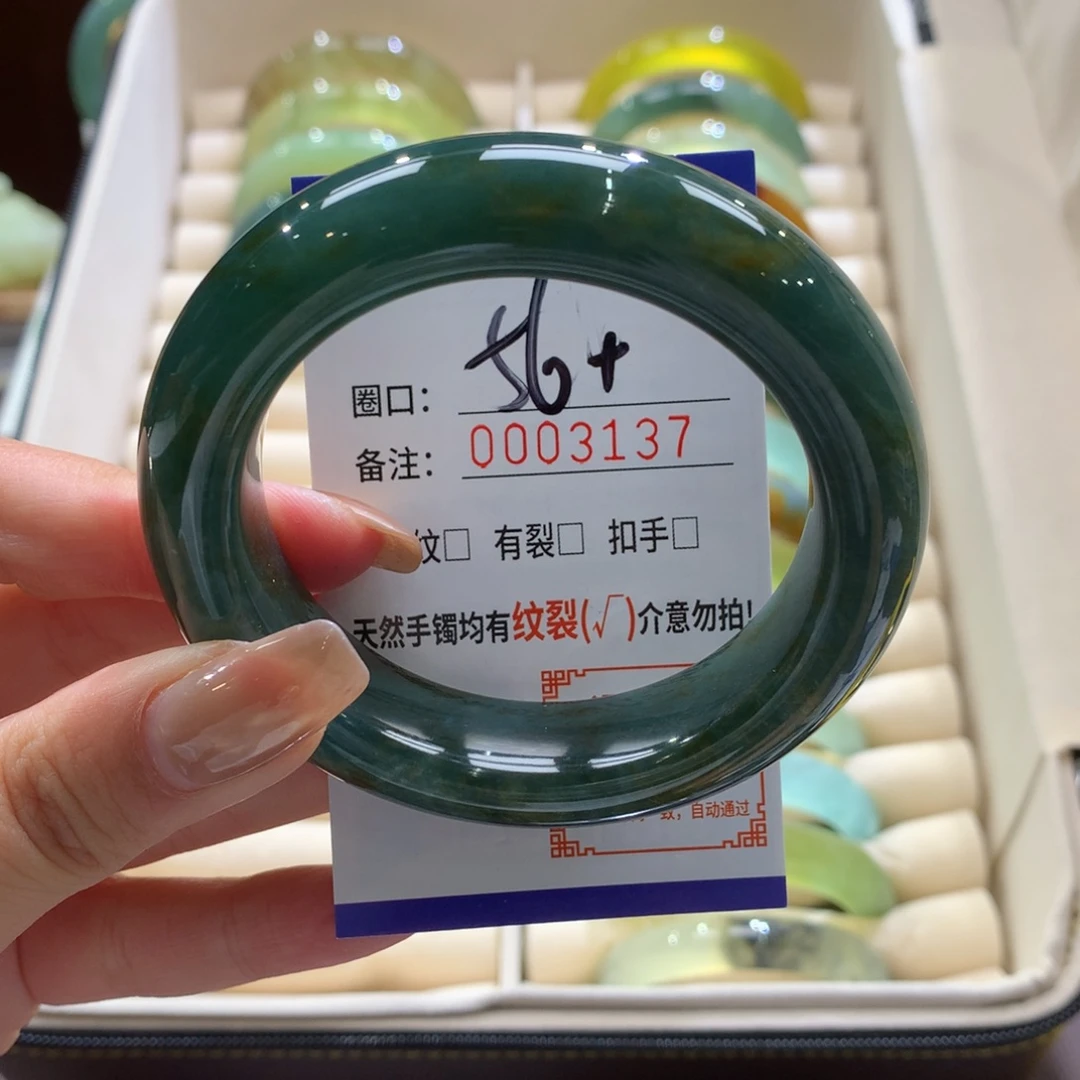 圈口: 56+
备注: 0003137
纹□ 有裂□ 扣手□
天然手镯均有纹裂(√)介意勿拍!
，自动通过